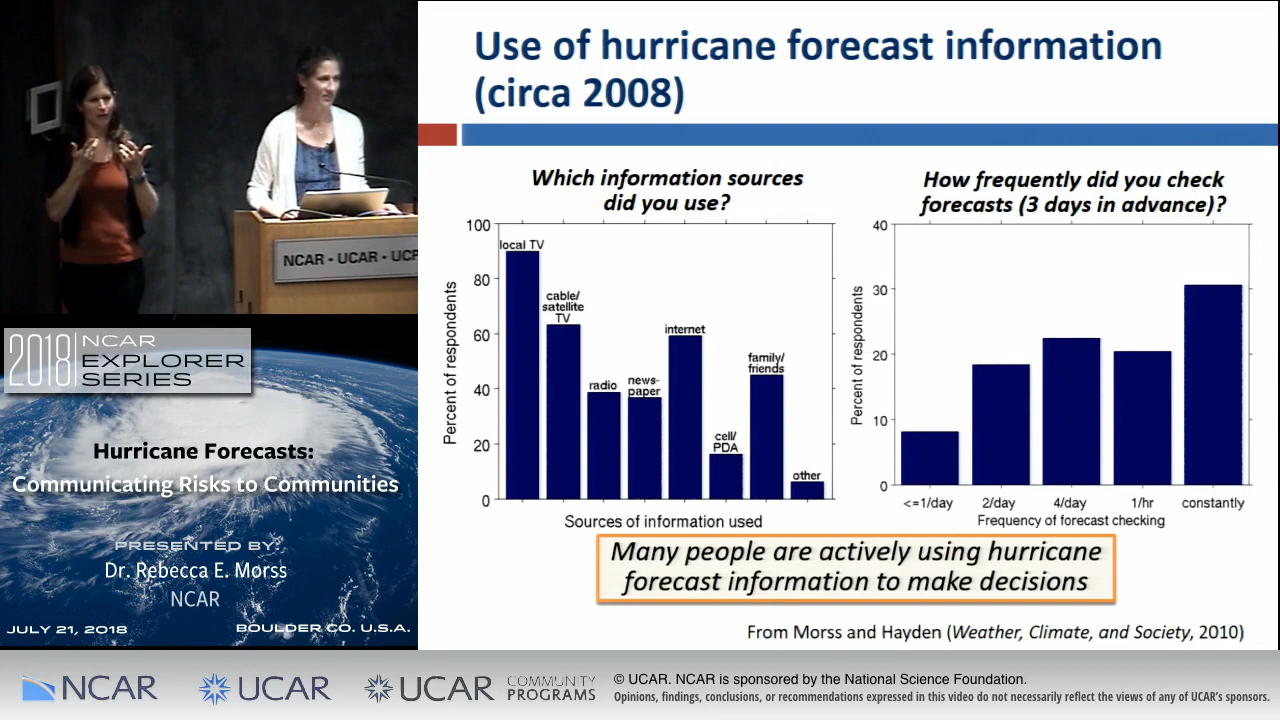 Use of hurricane forecast information
(circa 2008)
Which information sources
did you use?
100
80
60
40
20
0
Percent of respondents
local TV
cable/
satellite
TV
radio
news-
paper
internet
cell/
PDA
family/
friends
other
Sources of information used
How frequently did you check
forecasts (3 days in advance)?
40
30
20
10
0
Percent of respondents
<=1/day
2/day
4/day
1/hr
constantly
Frequency of forecast checking
Many people are actively using hurricane
forecast information to make decisions
From Morss and Hayden (Weather, Climate, and Society, 2010)
NCAR • UCAR • UCP
2018 NCAR
EXPLORER
SERIES
Hurricane Forecasts:
Communicating Risks to Communities
PRESENTED BY:
Dr. Rebecca E. Morss
NCAR
JULY 21, 2018
BOULDER CO. U.S.A.
NCAR
UCAR
UCAR
COMMUNITY
PROGRAMS
© UCAR. NCAR is sponsored by the National Science Foundation.
Opinions, findings, conclusions, or recommendations expressed in this video do not necessarily reflect the views of any of UCAR's sponsors.